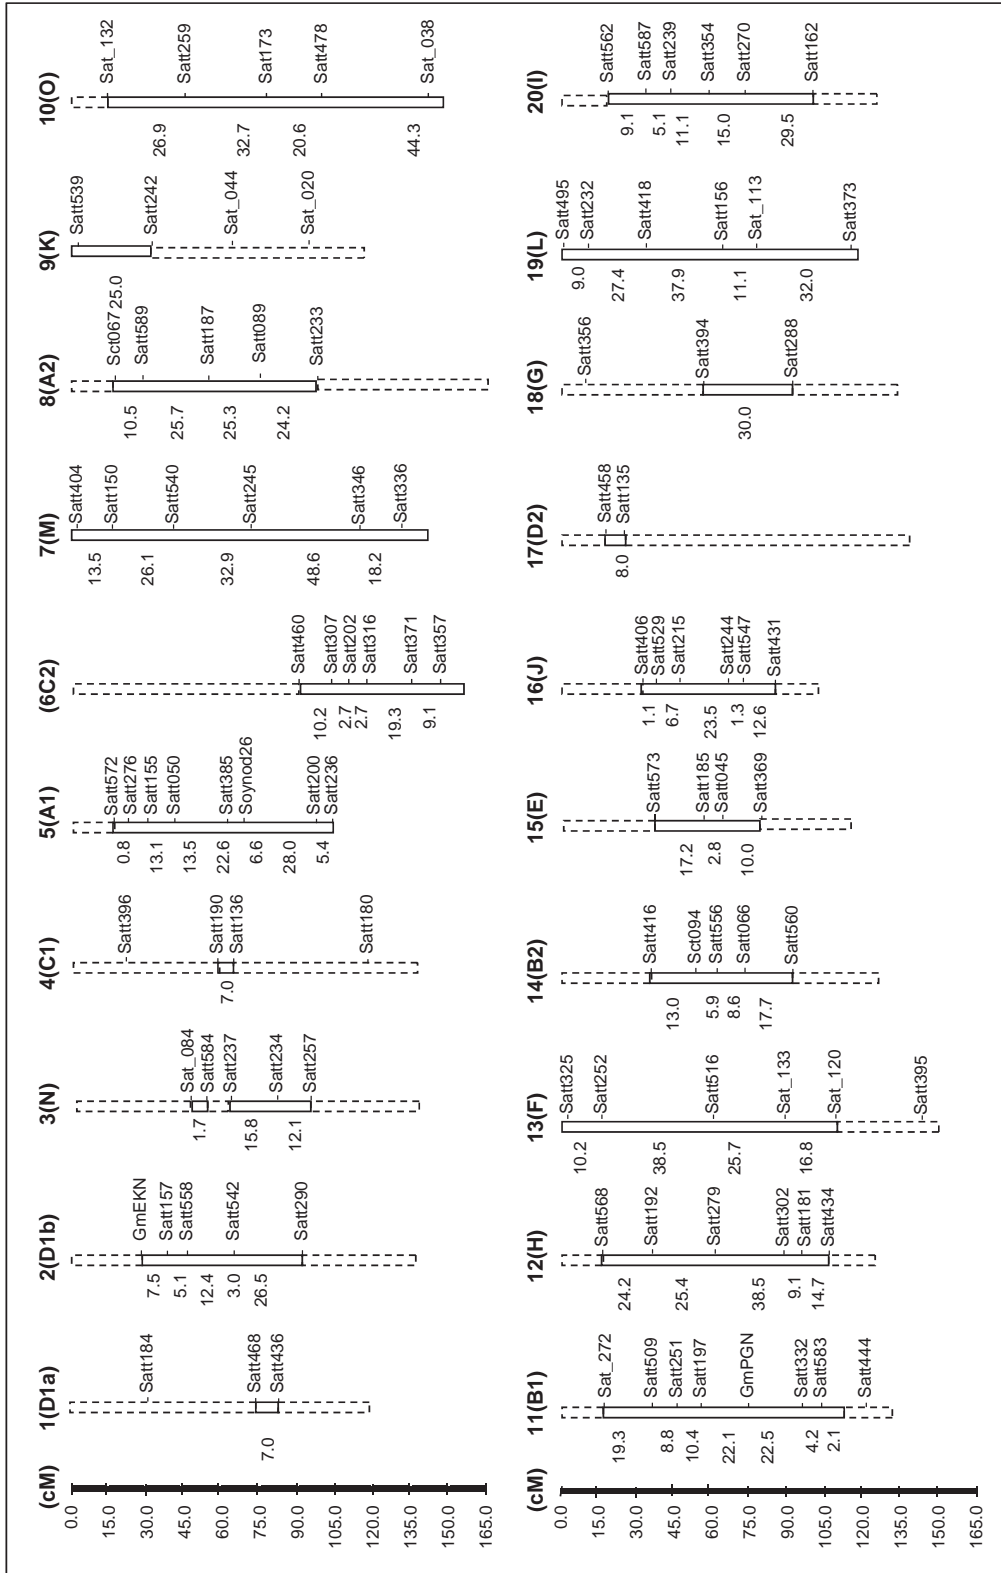 (cM)
0.0
15.0
30.0
45.0
60.0
75.0
90.0
105.0
120.0
135.0
150.0
165.0
1(D1a)
Satt184
Satt468
Satt436
7.0
2(D1b)
GmEKN
Satt157
Satt558
Satt542
Satt290
7.5
5.1
12.4
3.0
26.5
3(N)
Sat_084
Satt584
Satt237
Satt234
Satt257
1.7
15.8
12.1
4(C1)
Satt396
Satt190
Satt136
Satt180
7.0
5(A1)
Satt572
Satt276
Satt155
Satt050
Satt385
Soynod26
Satt200
Satt236
0.8
13.1
13.5
22.6
6.6
28.0
5.4
(6C2)
Satt460
Satt307
Satt202
Satt316
Satt371
Satt357
10.2
2.7
2.7
19.3
9.1
7(M)
Satt404
Satt150
Satt540
Satt245
Satt346
Satt336
13.5
26.1
32.9
48.6
18.2
8(A2)
Sct067
Satt589
Satt187
Satt089
Satt233
10.5
25.7
25.3
24.2
9(K)
Satt539
Satt242
Sat_044
Sat_020
25.0
10(O)
Sat_132
Satt259
Sat173
Satt478
Sat_038
26.9
32.7
20.6
44.3
(cM)
0.0
15.0
30.0
45.0
60.0
75.0
90.0
105.0
120.0
135.0
150.0
165.0
11(B1)
Sat_272
Satt509
Satt251
Satt197
GmPGN
Satt332
Satt583
Satt444
19.3
8.8
10.4
22.1
22.5
4.2
2.1
12(H)
Satt568
Satt192
Satt279
Satt302
Satt181
Satt434
24.2
25.4
38.5
9.1
14.7
13(F)
Satt325
Satt252
Satt516
Sat_133
Sat_120
Satt395
10.2
38.5
25.7
16.8
14(B2)
Satt416
Sct094
Satt556
Satt066
Satt560
13.0
5.9
8.6
17.7
15(E)
Satt573
Satt185
Satt045
Satt369
17.2
2.8
10.0
16(J)
Satt406
Satt529
Satt215
Satt244
Satt547
Satt431
1.1
6.7
23.5
1.3
12.6
17(D2)
Satt458
Satt135
8.0
18(G)
Satt356
Satt394
Satt288
30.0
19(L)
Satt495
Satt232
Satt418
Satt156
Sat_113
Satt373
9.0
27.4
37.9
11.1
32.0
20(I)
Satt562
Satt587
Satt239
Satt354
Satt270
Satt162
9.1
5.1
11.1
15.0
29.5